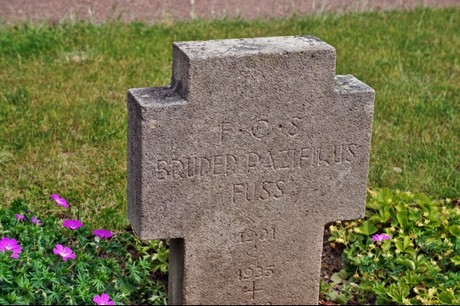 F·C·S
BRUDER PAZIFIKUS
FUSS
1901
1935